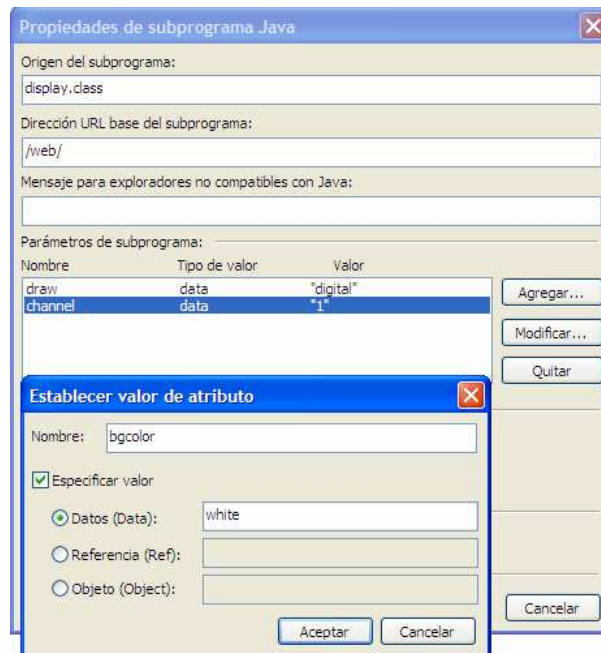 Propiedades de subprograma Java
Origen del subprograma:
display.class
Dirección URL base del subprograma:
/web/
Mensaje para exploradores no compatibles con Java:
Parámetros de subprograma:
Nombre Tipo de valor Valor
draw data "digital"
channel data "1"
Agregar...
Modificar...
Quitar
Establecer valor de atributo
Nombre: bgcolor
Especificar valor
Datos (Data): white
Referencia (Ref):
Objeto (Object):
Aceptar Cancelar
Cancelar